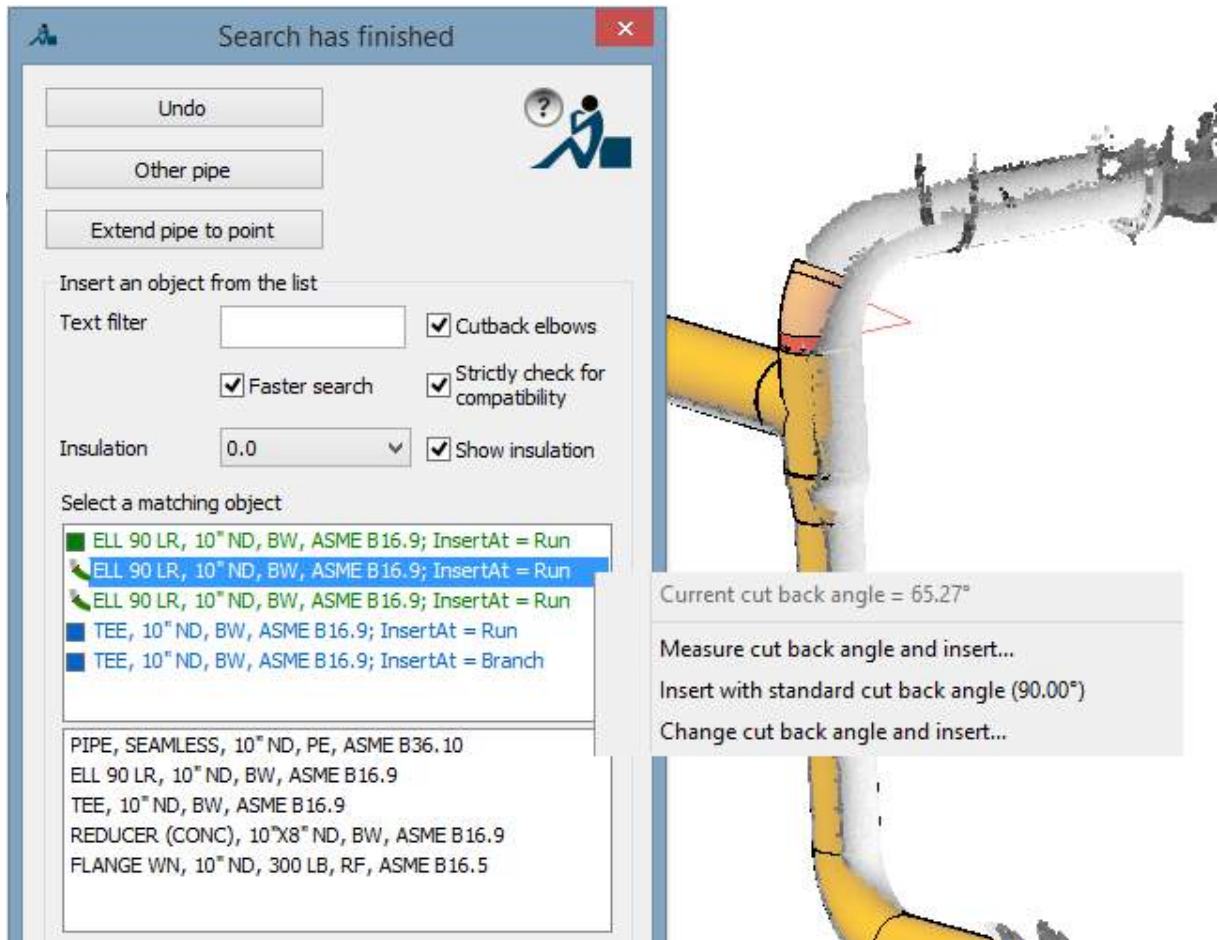 Search has finished
Undo
?
Other pipe
Extend pipe to point
Insert an object from the list
Text filter
Cutback elbows
Faster search
Strictly check for
compatibility
Insulation 0.0
Show insulation
Select a matching object
ELL 90 LR, 10" ND, BW, ASME B16.9; InsertAt = Run
ELL 90 LR, 10" ND, BW, ASME B16.9; InsertAt = Run
ELL 90 LR, 10" ND, BW, ASME B16.9; InsertAt = Run
TEE, 10" ND, BW, ASME B16.9; InsertAt = Run
TEE, 10" ND, BW, ASME B16.9; InsertAt = Branch
Current cut back angle = 65.27°
Measure cut back angle and insert...
Insert with standard cut back angle (90.00°)
Change cut back angle and insert...
PIPE, SEAMLESS, 10" ND, PE, ASME B36.10
ELL 90 LR, 10" ND, BW, ASME B16.9
TEE, 10" ND, BW, ASME B16.9
REDUCER (CONC), 10"X8" ND, BW, ASME B16.9
FLANGE WN, 10" ND, 300 LB, RF, ASME B16.5